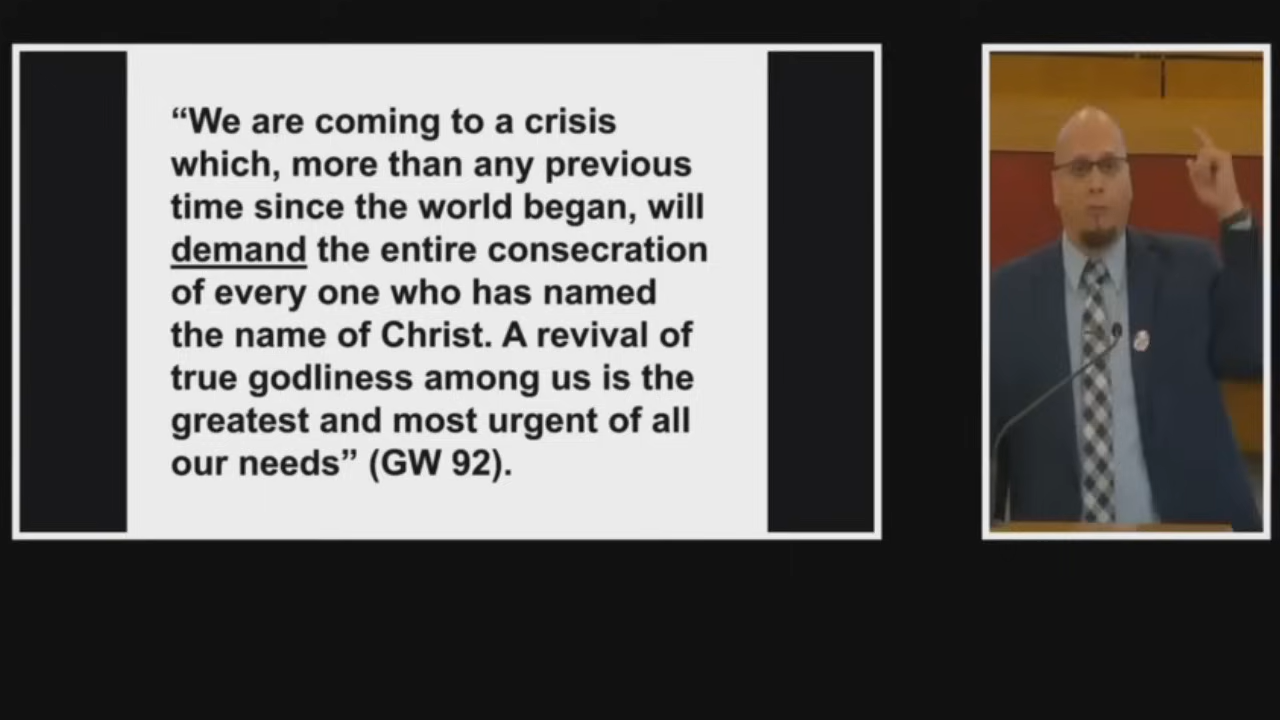 “We are coming to a crisis
which, more than any previous
time since the world began, will
demand the entire consecration
of every one who has named
the name of Christ. A revival of
true godliness among us is the
greatest and most urgent of all
our needs” (GW 92).